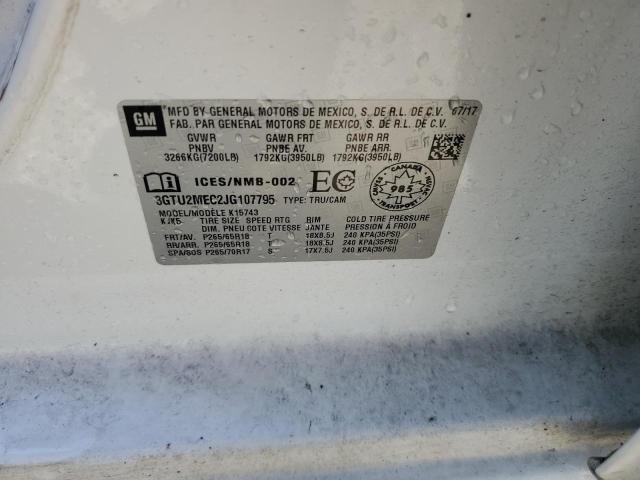 GM
MFD BY GENERAL MOTORS DE MEXICO, S. DE R.L. DE C.V. 07/17
FAB. PAR GENERAL MOTORS DE MEXICO, S. DE R.L. DE C.V.
GVWR GAWR FRT GAWR RR
PNBV PNBE AV. PNBE ARR.
3266KG(7200LB) 1792KG(3950LB) 1792KG(3950LB)
ICES/NMB-002 EC CANADA 985
3GTU2MEC2JG107795 TYPE: TRU/CAM
MODEL/MODÈLE K15743
TIRE SIZE SPEED RTG RIM COLD TIRE PRESSURE
DIM. PNEU COTE VITESSE JANTE PRESSION À FROID
FRT/AV. P265/65R18 T 18X8.5J 240 KPA(35PSI)
RR/ARR. P265/65R18 T 18X8.5J 240 KPA(35PSI)
SPA/SOS P265/70R17 S 17X7.5J 240 KPA(35PSI)